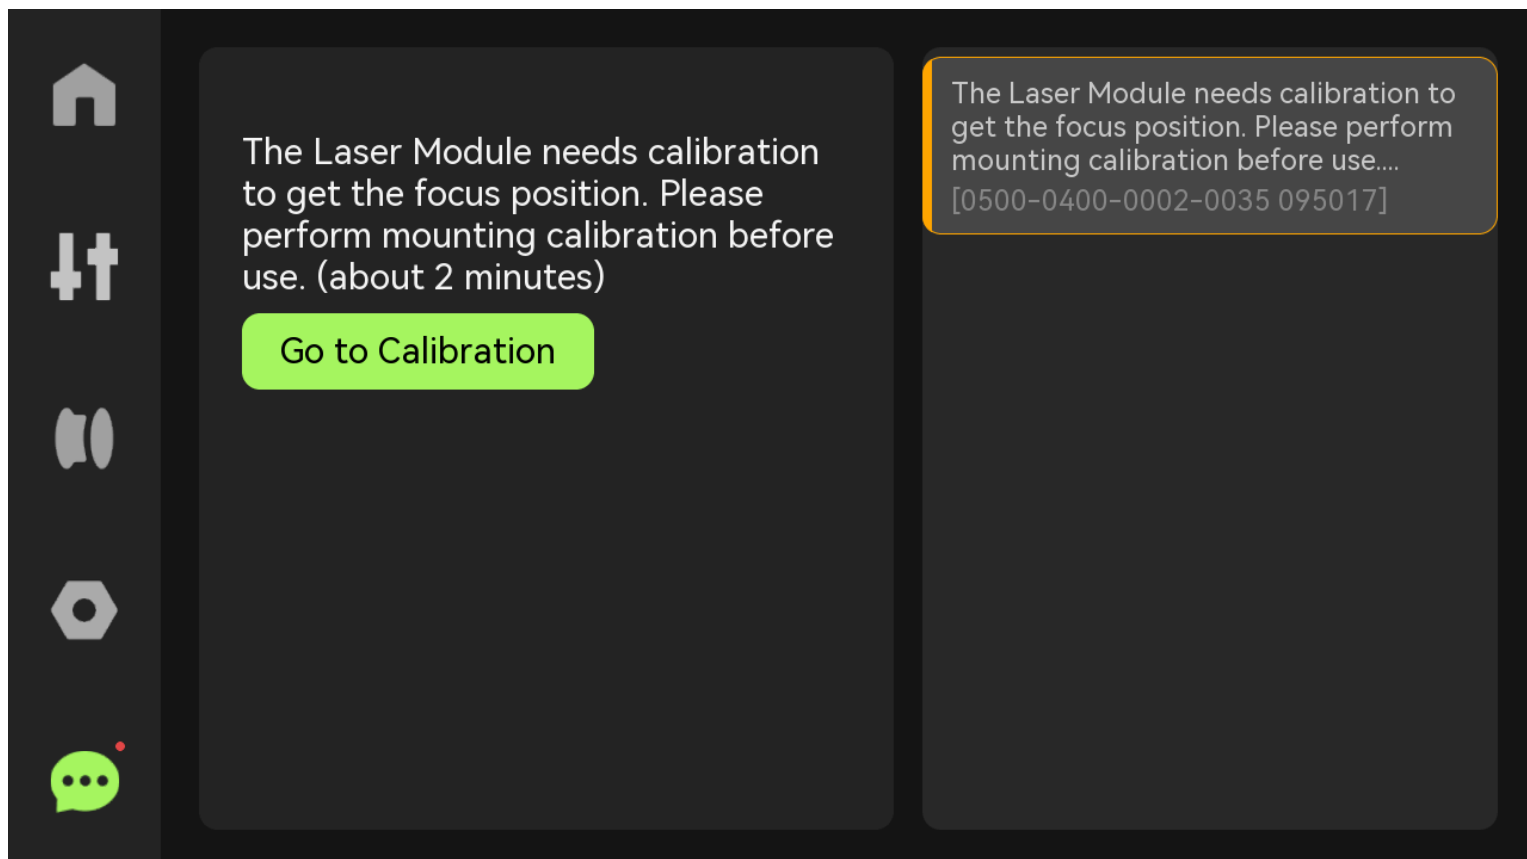 The Laser Module needs calibration
to get the focus position. Please
perform mounting calibration before
use. (about 2 minutes)
Go to Calibration
The Laser Module needs calibration to
get the focus position. Please perform
mounting calibration before use....
[0500-0400-0002-0035 095017]